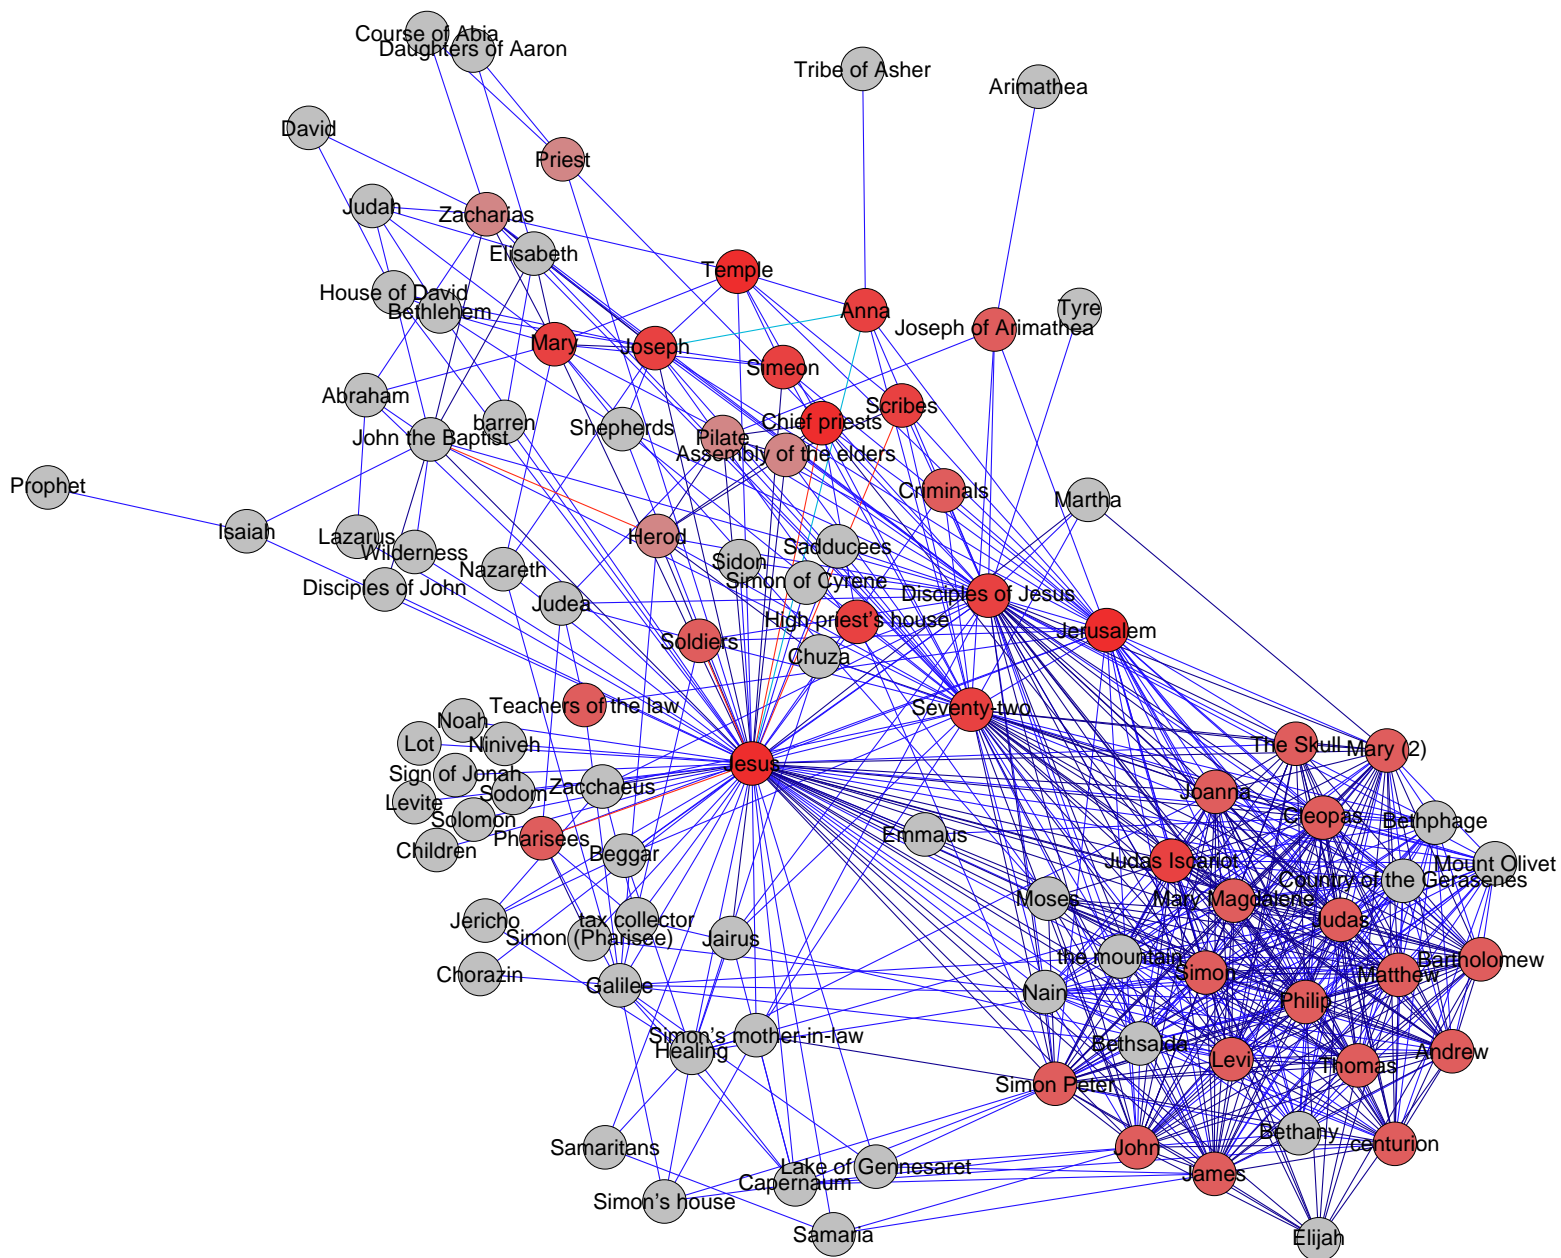 Course of Abia
Daughters of Aaron
Tribe of Asher
Arimathea
David
Priest
Judah
Zacharias
Elisabeth
Temple
House of David
Bethlehem
Anna
Tyre
Joseph of Arimathea
Mary
Joseph
Simeon
Abraham
Scribes
barren
Shepherds
Chief priests
John the Baptist
Pilate
Assembly of the elders
Prophet
Criminals
Martha
Isaiah
Lazarus
Wilderness
Herod
Sadducees
Nazareth
Sidon
Simon of Cyrene
Disciples of John
Judea
Disciples of Jesus
High priest's house
Jerusalem
Soldiers
Chuza
Teachers of the law
Seventy-two
Noah
Lot
Niniveh
The Skull
Mary (2)
Jesus
Sign of Jonah
Sodom
Zacchaeus
Joanna
Levite
Solomon
Cleopas
Bethphage
Children
Pharisees
Beggar
Emmaus
Judas Iscariot
Mount Olivet
Country of the Gerasenes
Moses
Mary Magdalene
Jericho
tax collector
Judas
Simon (Pharisee)
Jairus
the mountain
Bartholomew
Chorazin
Galilee
Simon
Matthew
Nain
Philip
Simon's mother-in-law
Healing
Bethsaida
Levi
Thomas
Andrew
Simon Peter
Samaritans
John
Bethany
centurion
Lake of Gennesaret
Capernaum
James
Simon's house
Samaria
Elijah